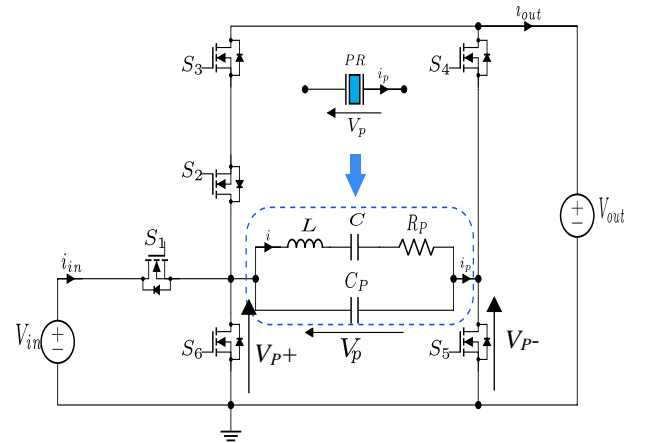 i_out
S_3
PR
i_p
S_4
V_p
S_2
V_out
L
C
R_P
i
S_1
i_in
i_p
C_P
V_in
S_6
V_P+
V_p
S_5
V_P-